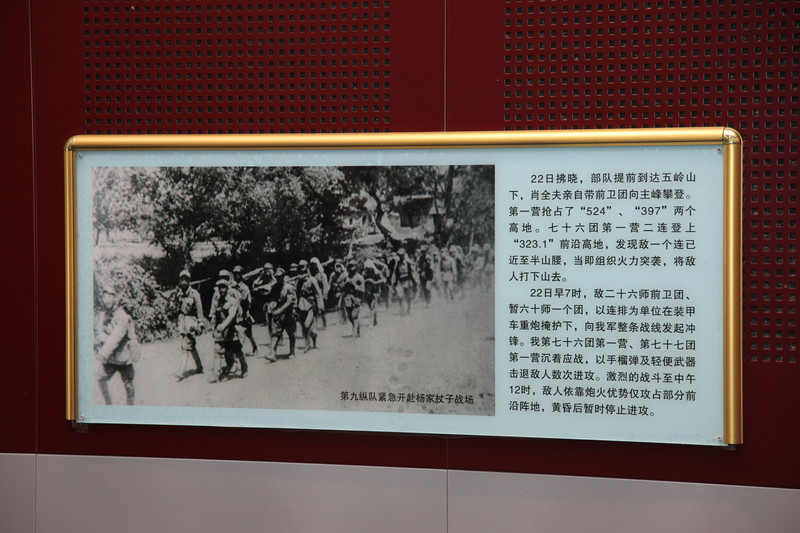 第九纵队紧急开赴杨家杖子战场
22日拂晓，部队提前到达五岭山
下，肖全夫亲自带前卫团向主峰攀登。
第一营抢占了“524”、“397”两个
高地。七十六团第一营二连登上
“323.1”前沿高地，发现敌一个连已
近至半山腰，当即组织火力突袭，将敌
人打下山去。
22日早7时，敌二十六师前卫团、
暂六十师一个团，以连排为单位在装甲
车重炮掩护下，向我军整条战线发起冲
锋。我第七十六团第一营、第七十七团
第一营沉着应战，以手榴弹及轻便武器
击退敌人数次进攻。激烈的战斗至中午
12时，敌人依靠炮火优势仅攻占部分前
沿阵地，黄昏后暂时停止进攻。